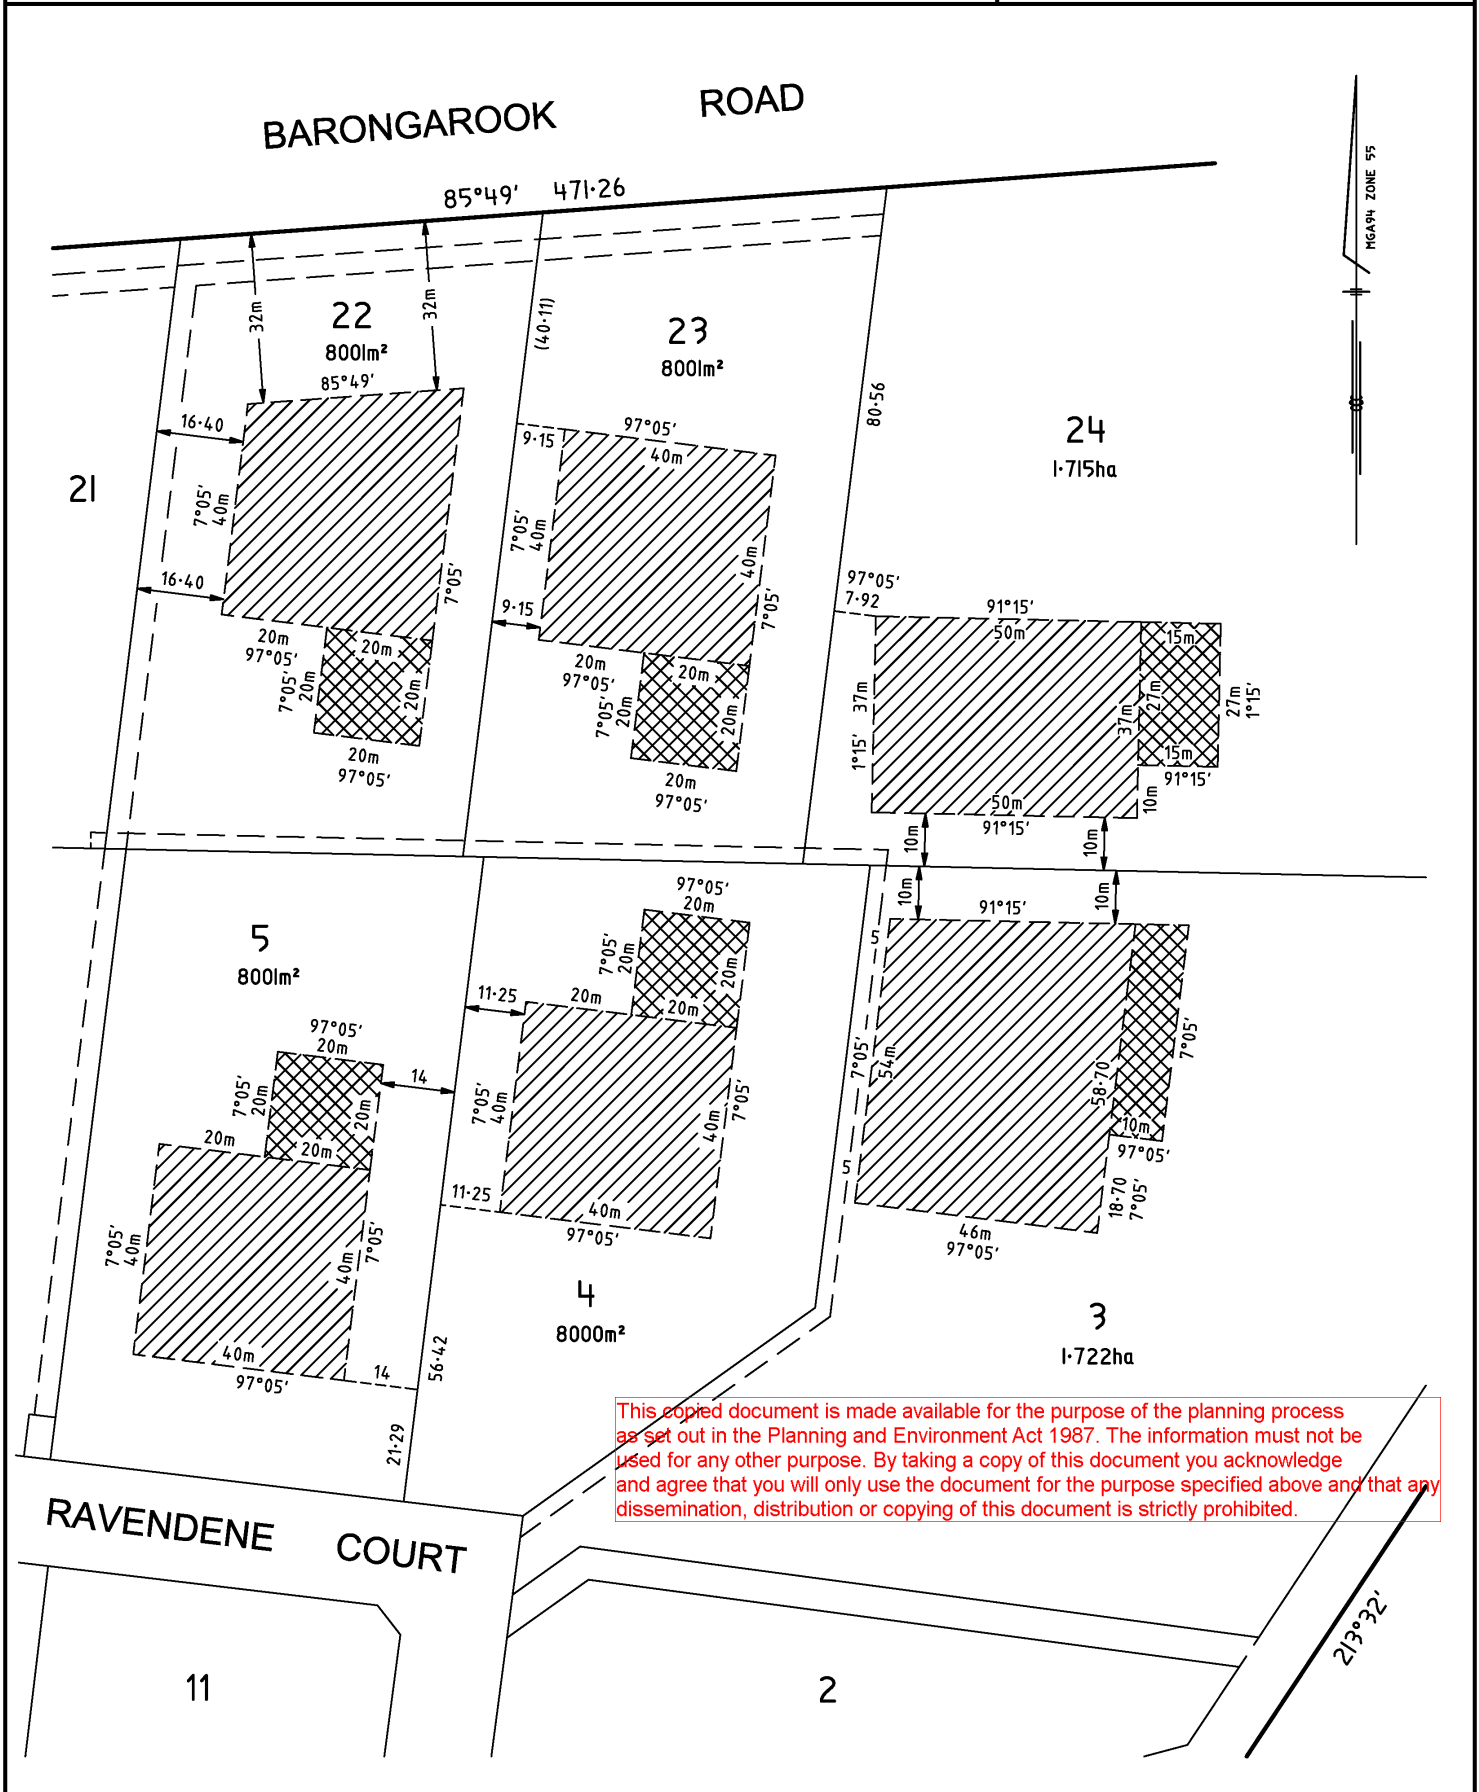 BARONGAROOK ROAD
85°49' 471·26
MGA94 ZONE 55
32m
32m
22
8001m²
85°49'
(40·11)
23
8001m²
80·56
24
1·715ha
16·40
21
7°05'
40m
16·40
7°05'
20m
97°05'
20m
7°05'
20m
20m
20m
97°05'
97°05'
9·15
40m
7°05'
40m
40m
7°05'
9·15
20m
97°05'
20m
7°05'
20m
20m
20m
97°05'
97°05'
7·92
91°15'
50m
15m
37m
1°15'
37m
27m
27m
1°15'
15m
91°15'
10m
50m
91°15'
10m
10m
10m
10m
91°15'
5
8001m²
97°05'
20m
7°05'
20m
20m
20m
20m
14
7°05'
40m
7°05'
40m
40m
97°05'
14
97°05'
20m
7°05'
20m
20m
11·25
20m
20m
7°05'
40m
7°05'
40m
11·25
40m
97°05'
56·42
21·29
4
8000m²
5
7°05'
54m
58·70
7°05'
10m
97°05'
5
18·70
7°05'
46m
97°05'
3
1·722ha
This copied document is made available for the purpose of the planning process
as set out in the Planning and Environment Act 1987. The information must not be
used for any other purpose. By taking a copy of this document you acknowledge
and agree that you will only use the document for the purpose specified above and that any
dissemination, distribution or copying of this document is strictly prohibited.
RAVENDENE COURT
213°32'
11
2